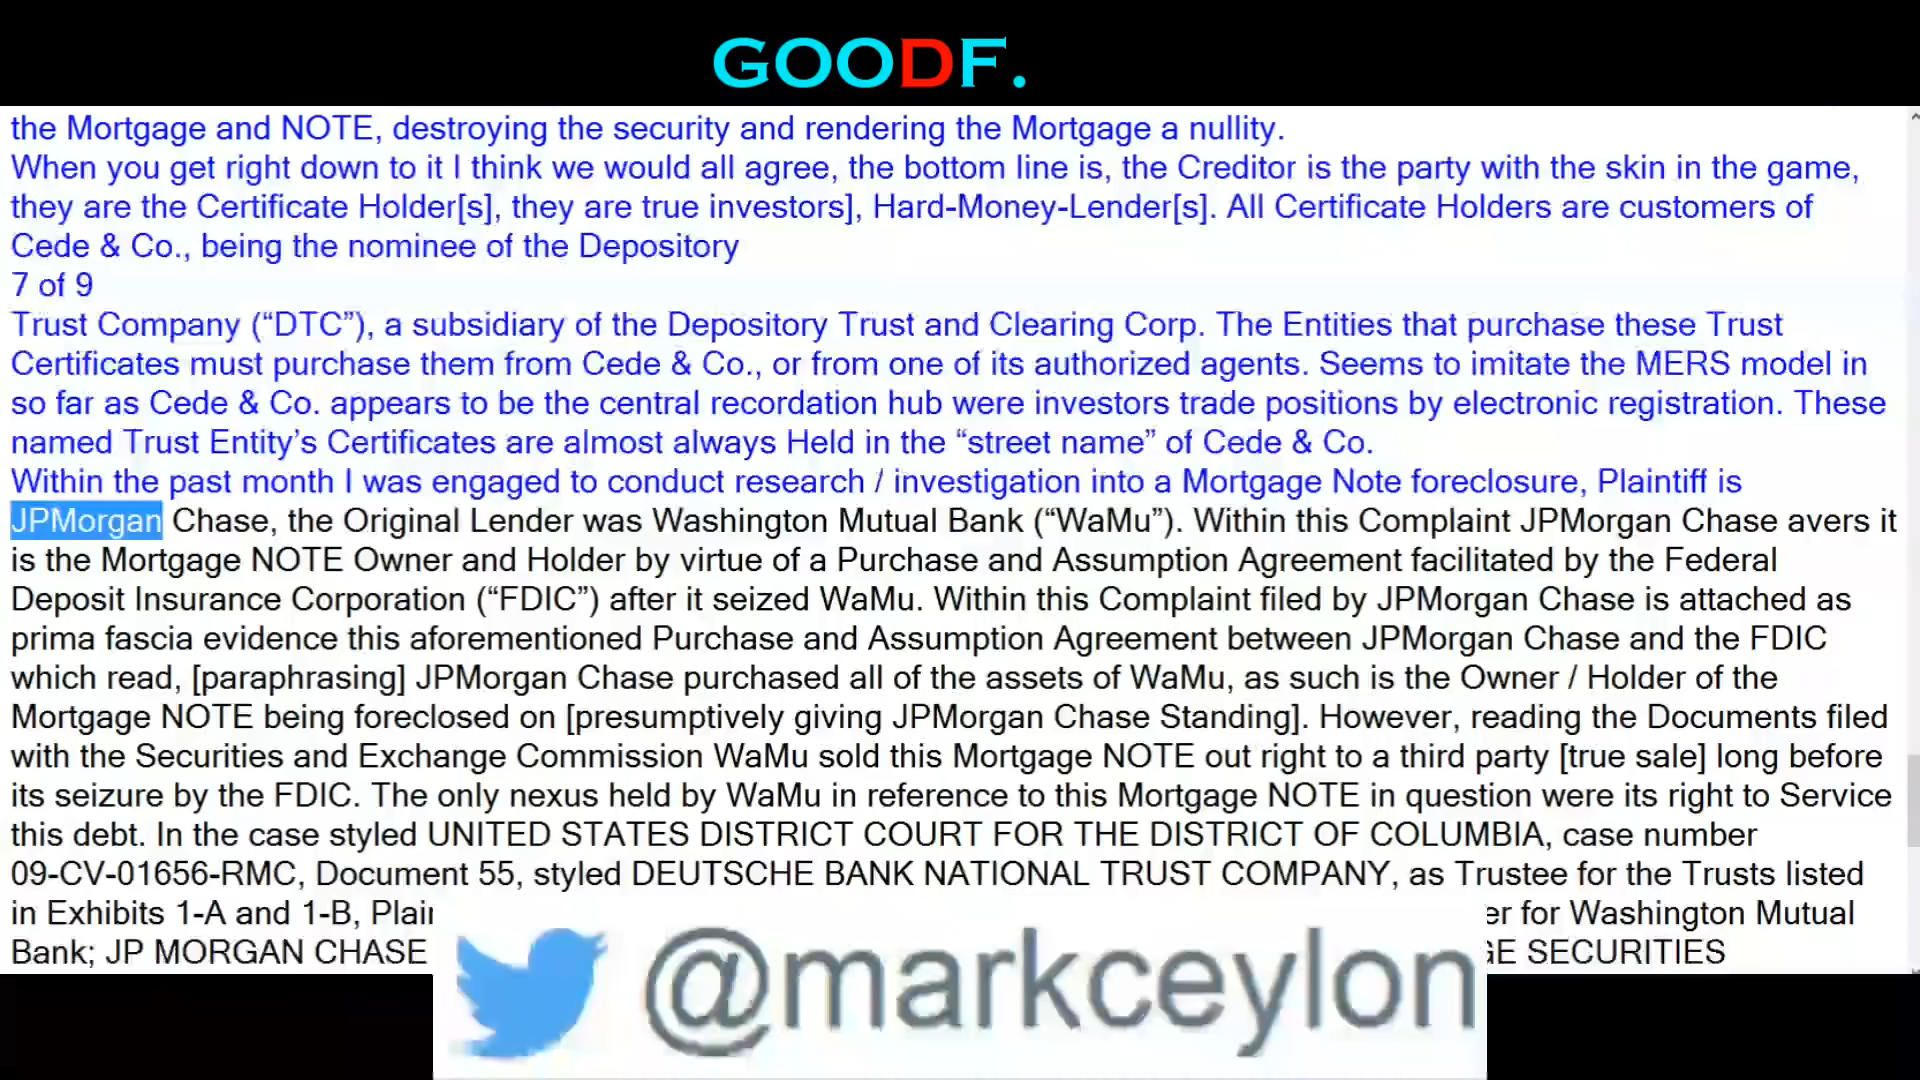 GOODF.
the Mortgage and NOTE, destroying the security and rendering the Mortgage a nullity.
When you get right down to it I think we would all agree, the bottom line is, the Creditor is the party with the skin in the game,
they are the Certificate Holder[s], they are true investors], Hard-Money-Lender[s]. All Certificate Holders are customers of
Cede & Co., being the nominee of the Depository
7 of 9
Trust Company (“DTC”), a subsidiary of the Depository Trust and Clearing Corp. The Entities that purchase these Trust
Certificates must purchase them from Cede & Co., or from one of its authorized agents. Seems to imitate the MERS model in
so far as Cede & Co. appears to be the central recordation hub were investors trade positions by electronic registration. These
named Trust Entity’s Certificates are almost always Held in the “street name” of Cede & Co.
Within the past month I was engaged to conduct research / investigation into a Mortgage Note foreclosure, Plaintiff is
JPMorgan Chase, the Original Lender was Washington Mutual Bank (“WaMu”). Within this Complaint JPMorgan Chase avers it
is the Mortgage NOTE Owner and Holder by virtue of a Purchase and Assumption Agreement facilitated by the Federal
Deposit Insurance Corporation (“FDIC”) after it seized WaMu. Within this Complaint filed by JPMorgan Chase is attached as
prima fascia evidence this aforementioned Purchase and Assumption Agreement between JPMorgan Chase and the FDIC
which read, [paraphrasing] JPMorgan Chase purchased all of the assets of WaMu, as such is the Owner / Holder of the
Mortgage NOTE being foreclosed on [presumptively giving JPMorgan Chase Standing]. However, reading the Documents filed
with the Securities and Exchange Commission WaMu sold this Mortgage NOTE out right to a third party [true sale] long before
its seizure by the FDIC. The only nexus held by WaMu in reference to this Mortgage NOTE in question were its right to Service
this debt. In the case styled UNITED STATES DISTRICT COURT FOR THE DISTRICT OF COLUMBIA, case number
09-CV-01656-RMC, Document 55, styled DEUTSCHE BANK NATIONAL TRUST COMPANY, as Trustee for the Trusts listed
in Exhibits 1-A and 1-B, for Washington Mutual
Bank; JP MORGAN CHASE SECURITIES
@markceylon